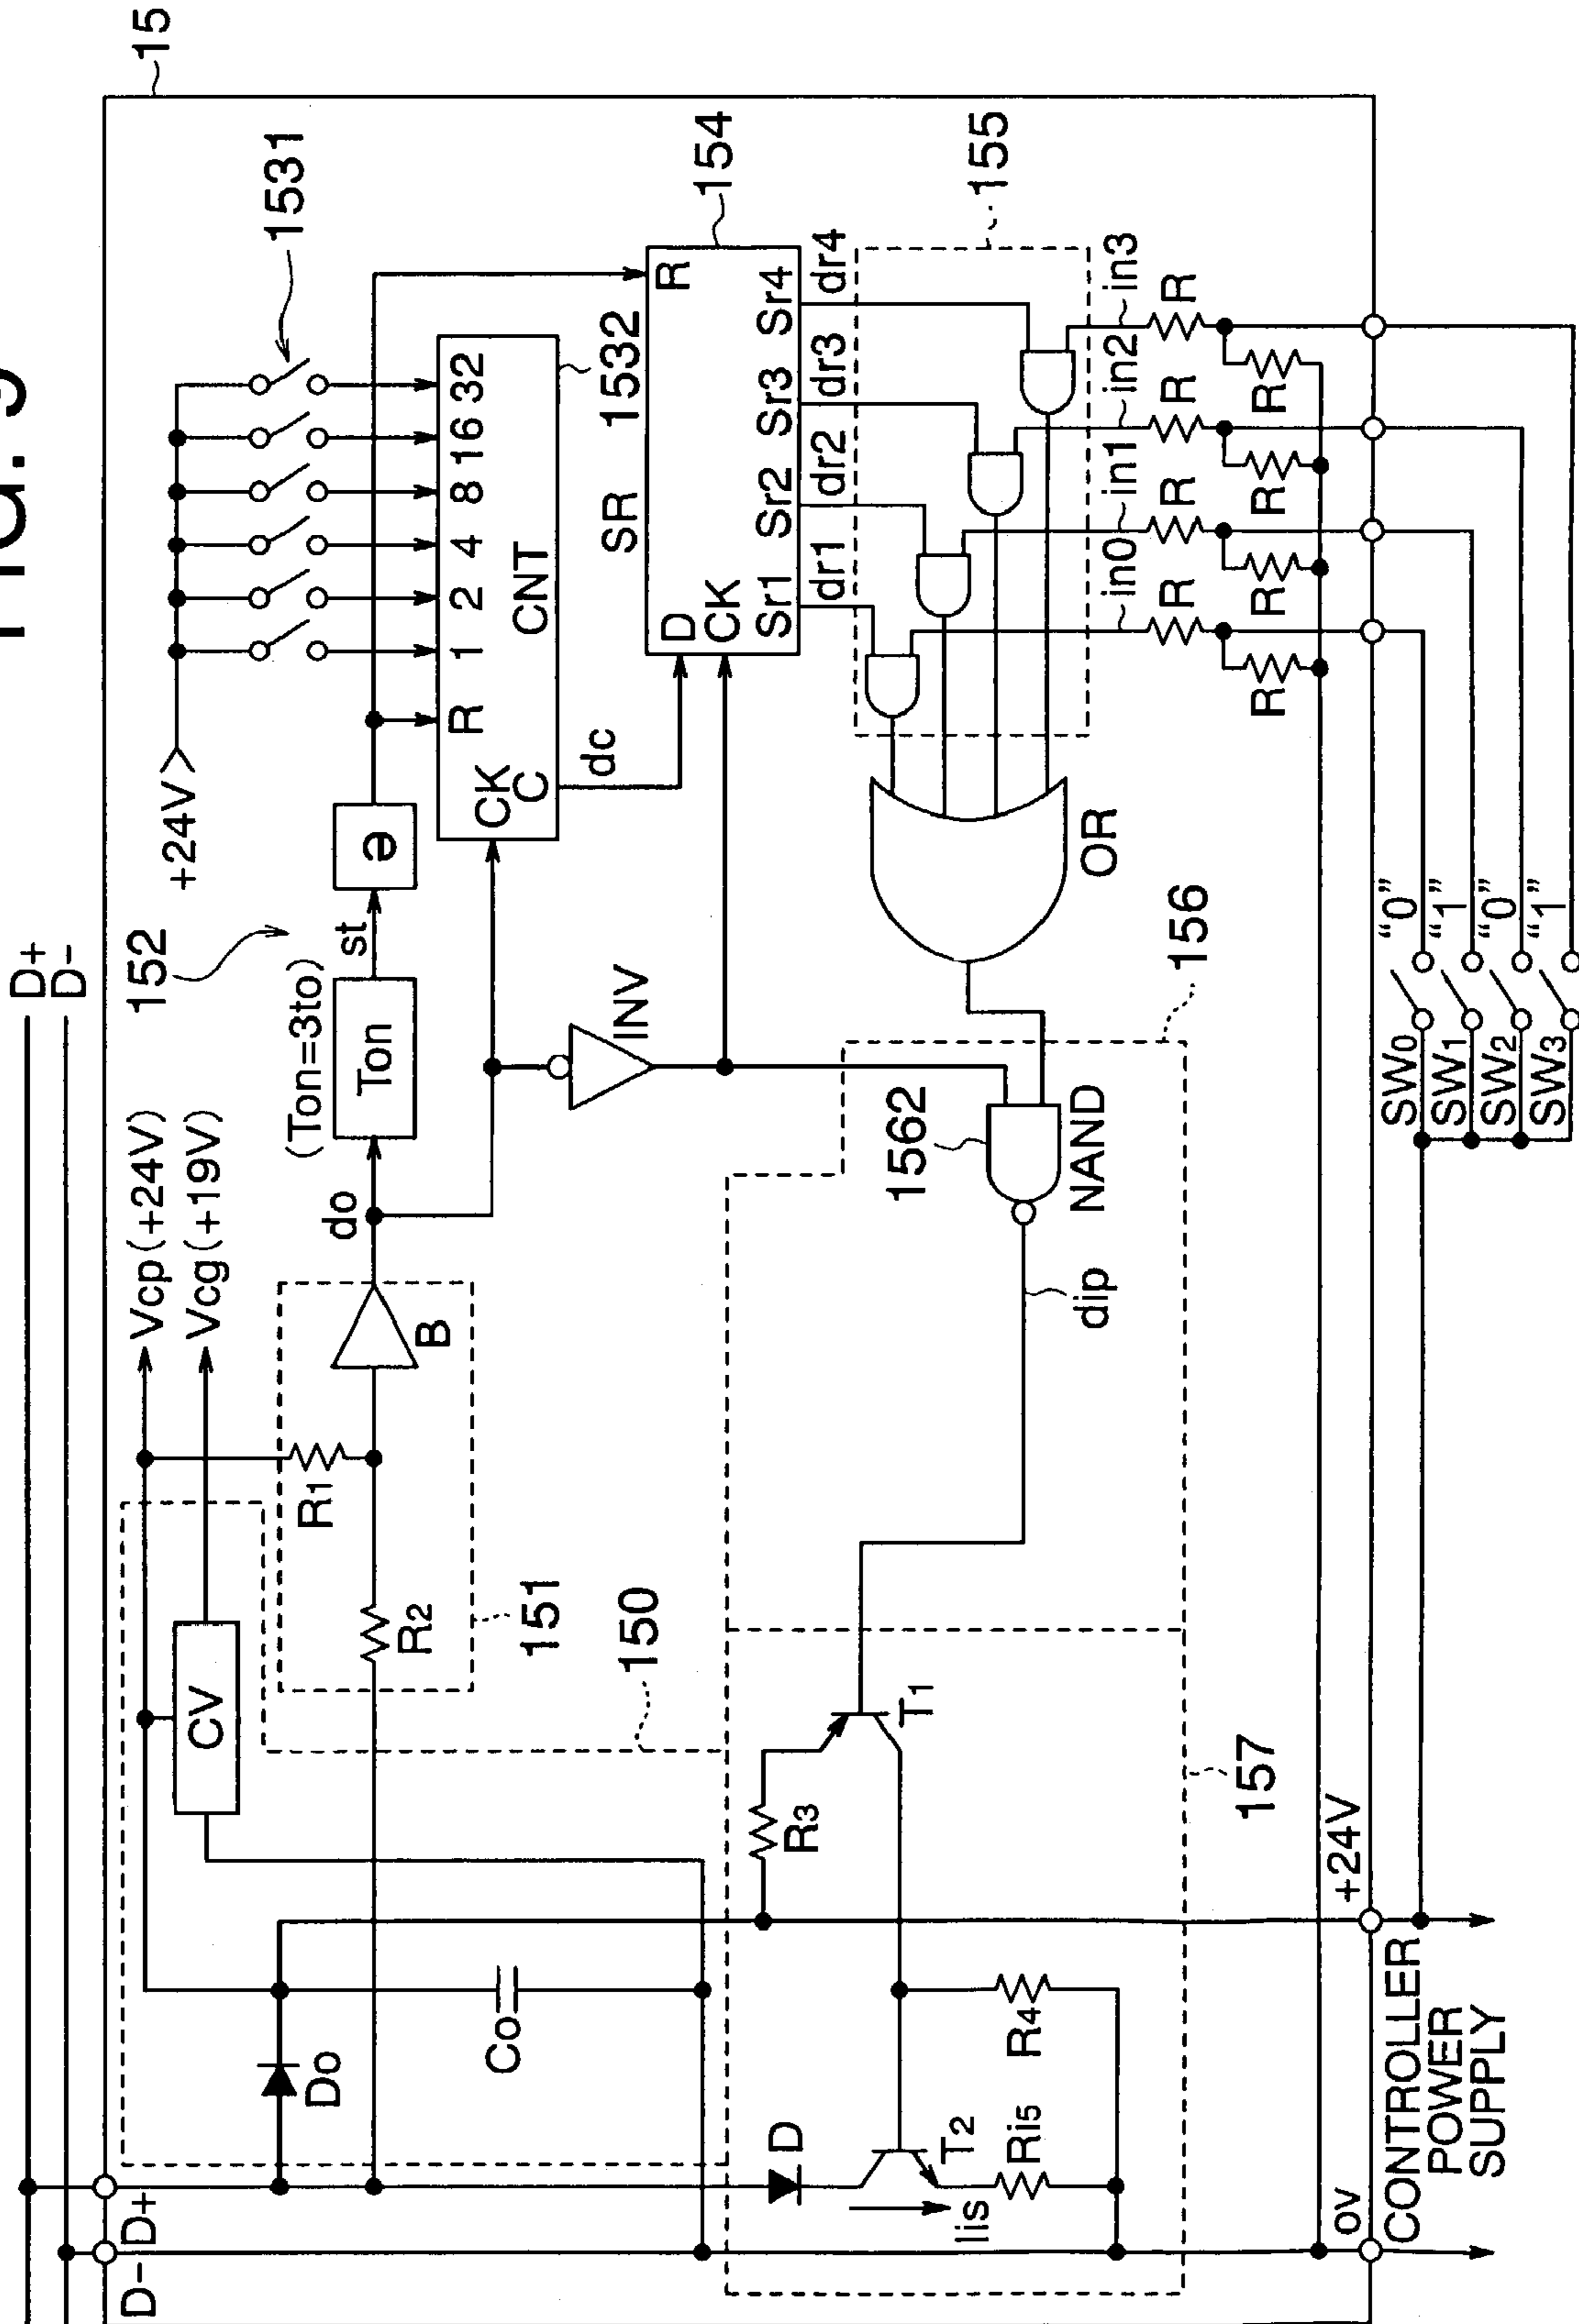 FIG. 9
D+
D−
15
152
(Ton=3to)
+24V
1531
Vcp(+24V)
Vcg(+19V)
do
Ton
st
e
R 1 2 4 8 16 32
CK
C
CNT
1532
dc
CV
R1
R2
B
151
150
INV
SR
154
D
CK
R
Sr1 Sr2 Sr3 Sr4
dr1 dr2 dr3 dr4
155
in0 in1 in2 in3
R R R R
R R R R
OR
156
1562
NAND
dip
Do
Co
D− D+
R3
T1
157
D
T2
R4
Ri5
Iis
0V
+24V
CONTROLLER
POWER
SUPPLY
SW0 “0”
SW1 “1”
SW2 “0”
SW3 “1”